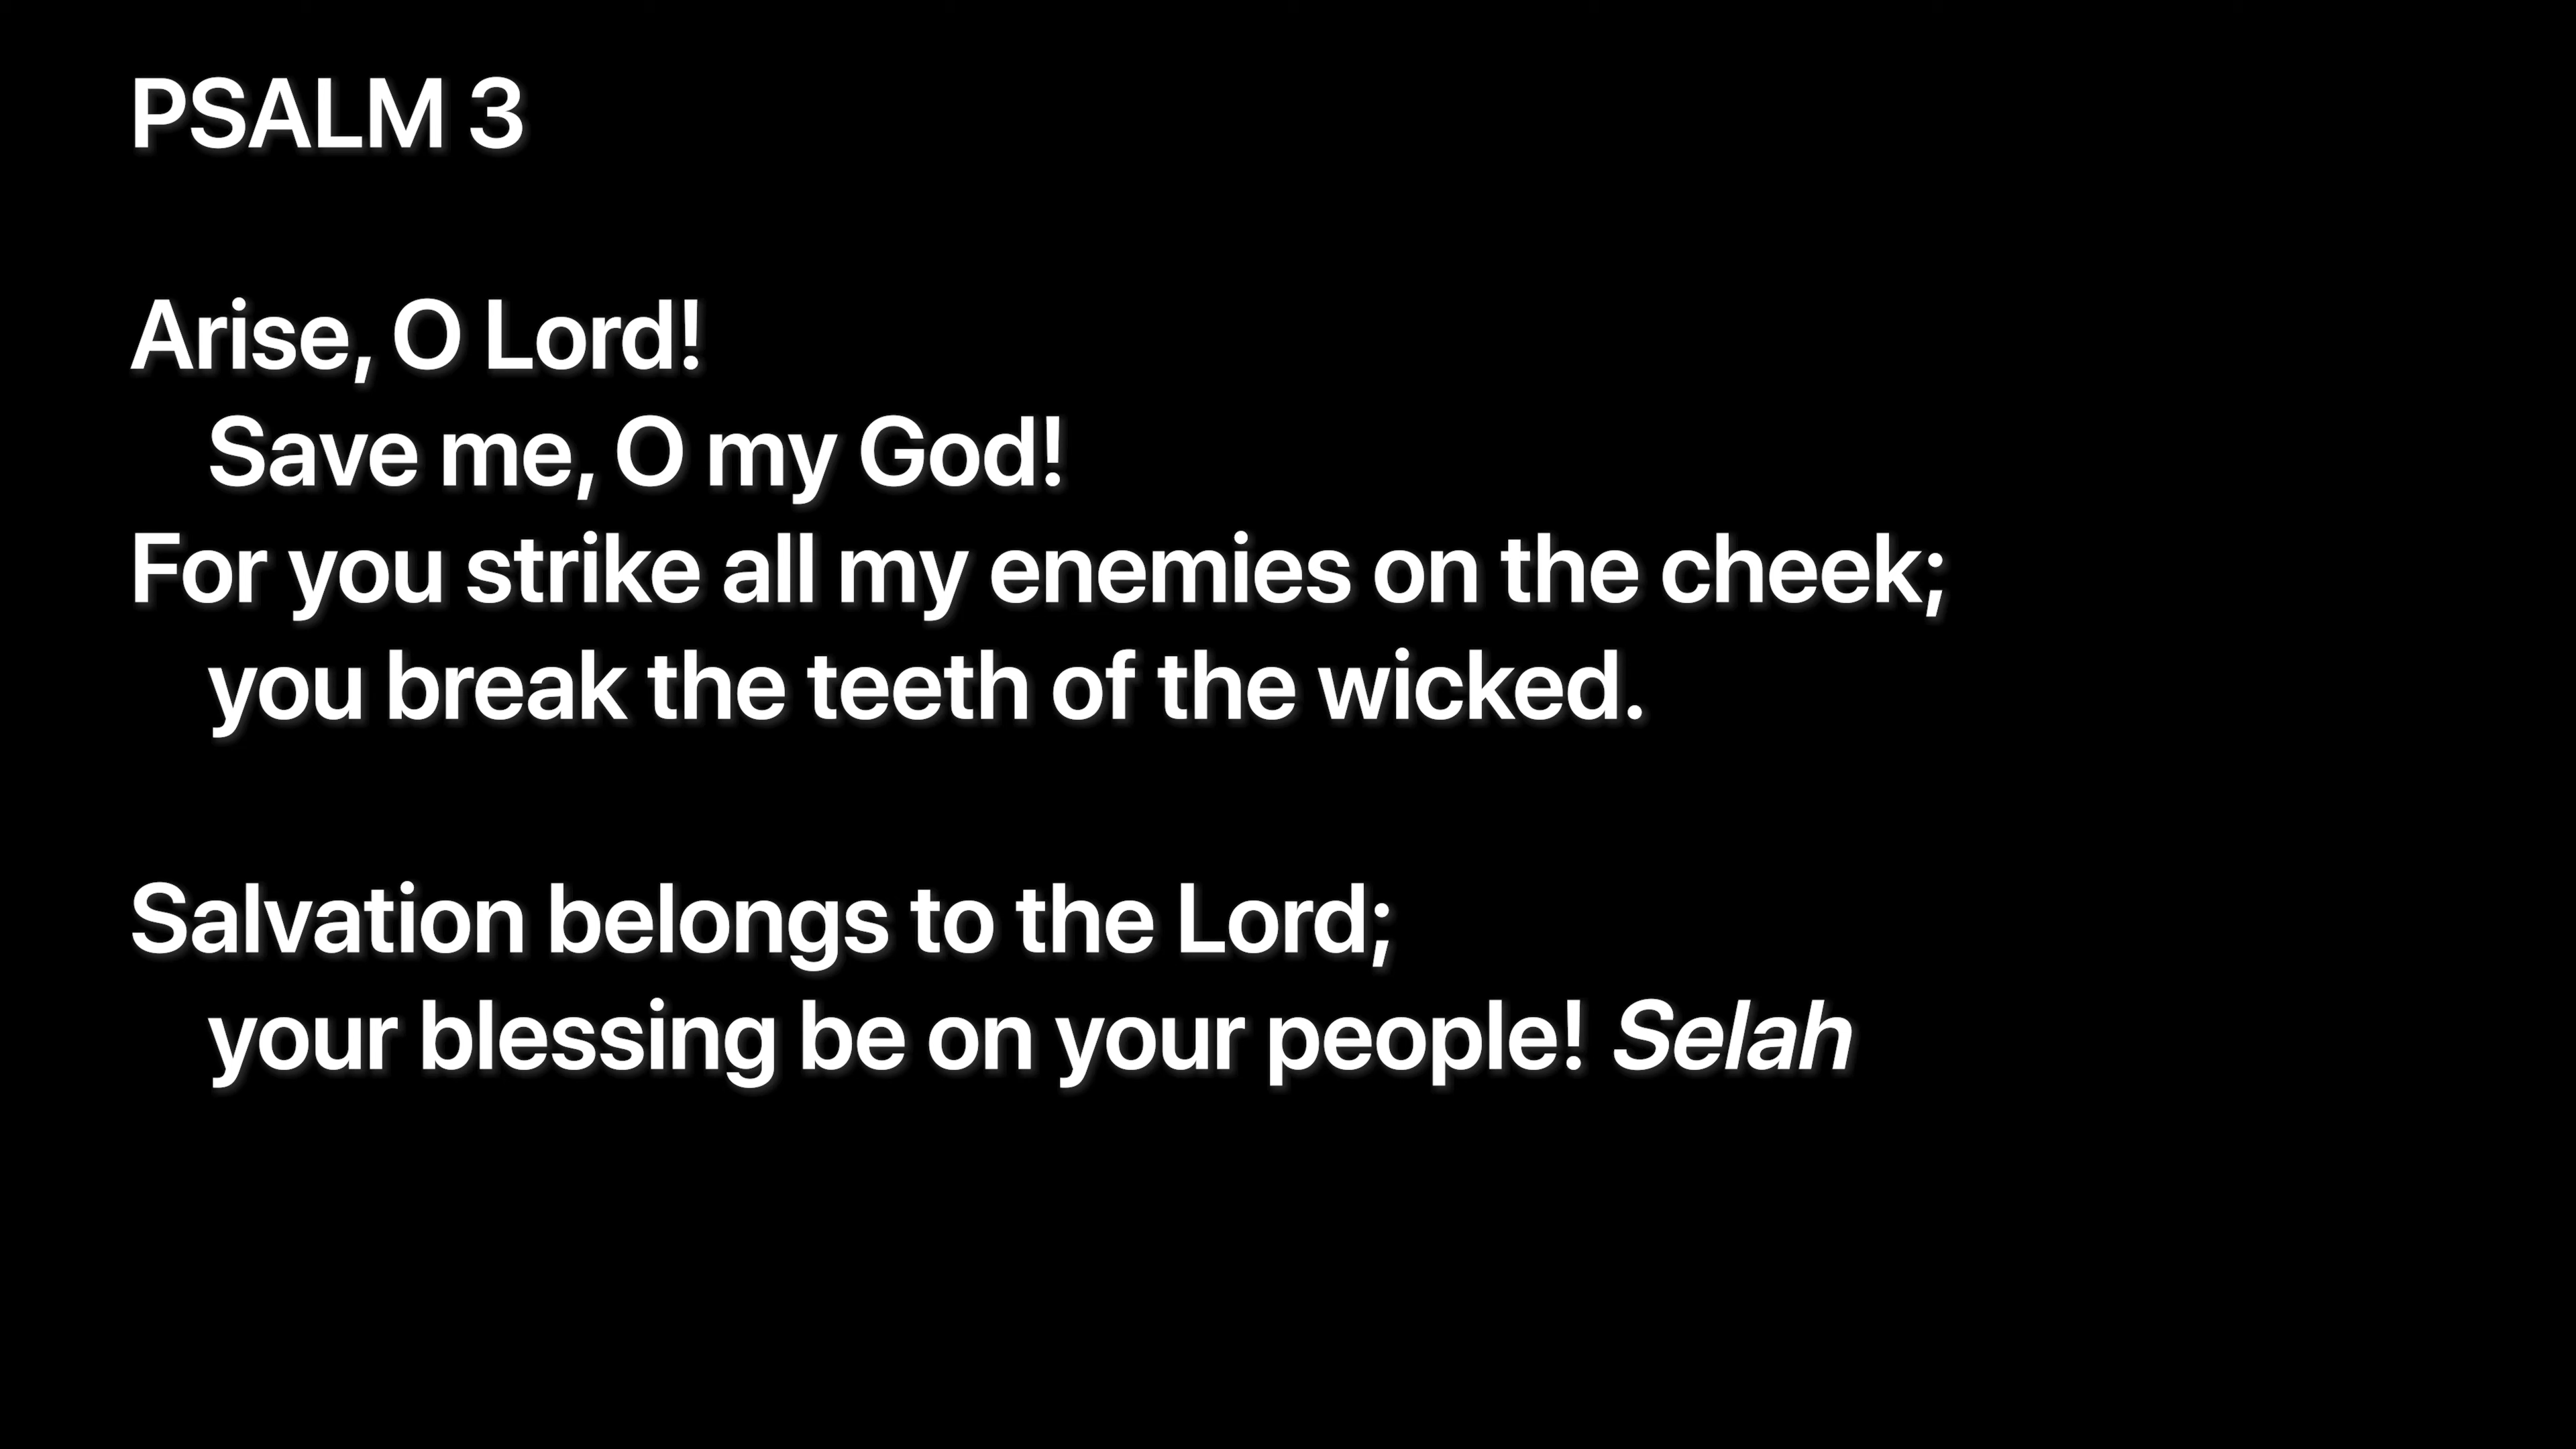 PSALM 3
Arise, O Lord!
Save me, O my God!
For you strike all my enemies on the cheek;
you break the teeth of the wicked.
Salvation belongs to the Lord;
your blessing be on your people! Selah